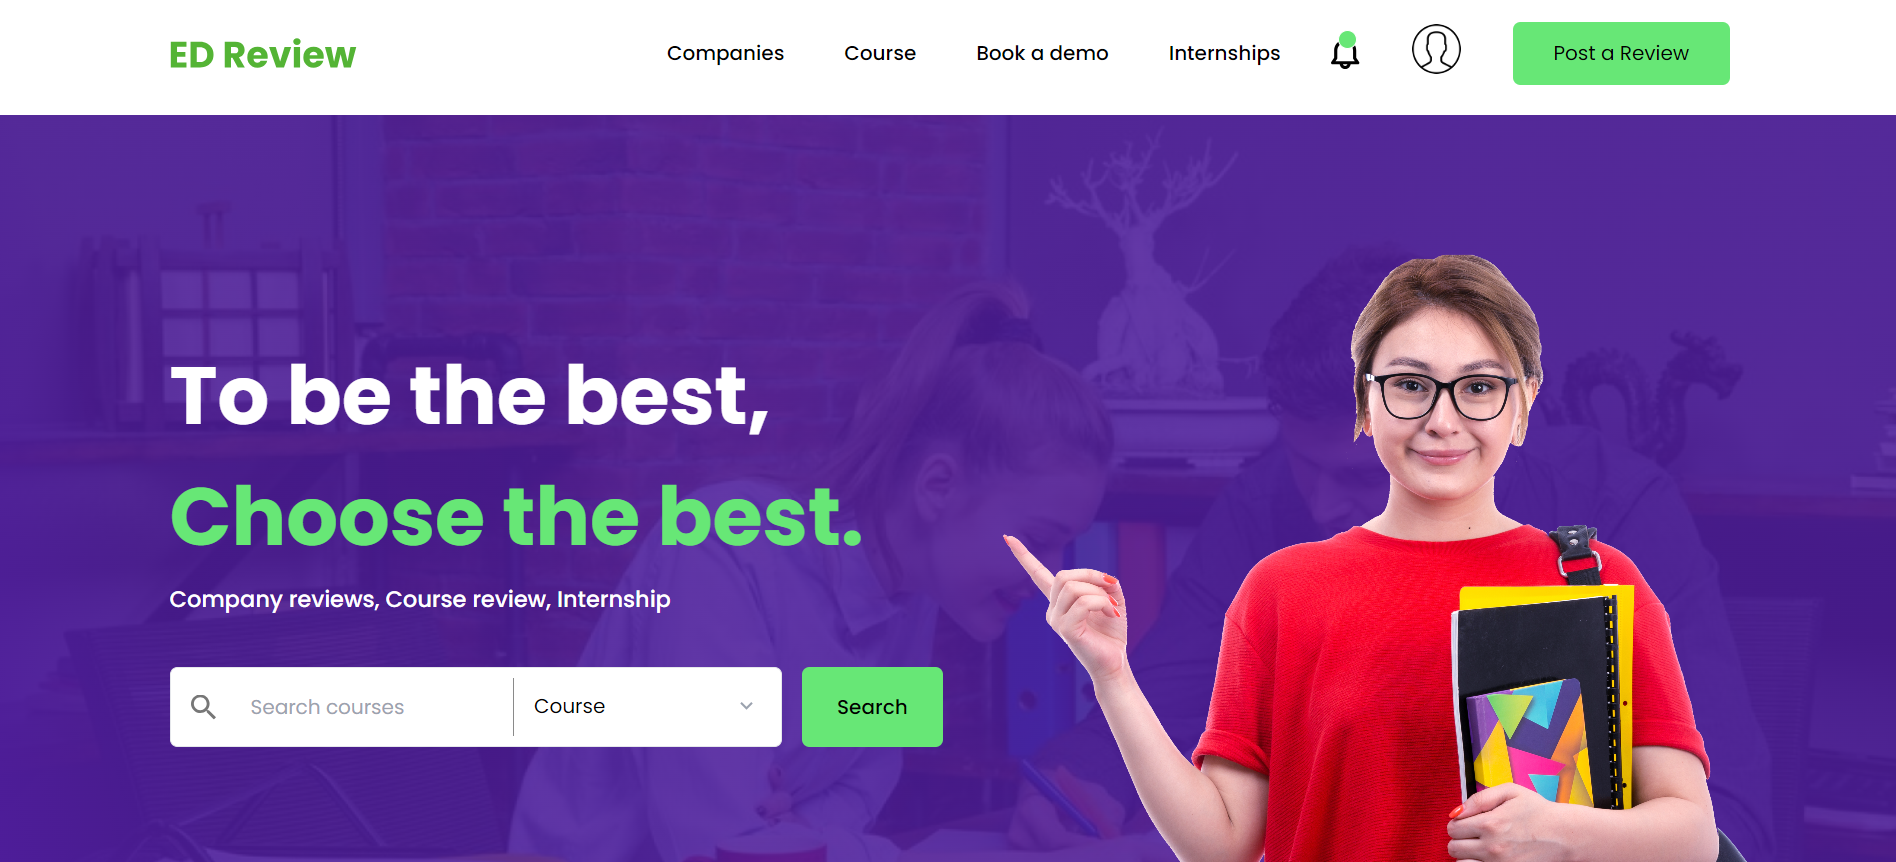 ED Review
Companies
Course
Book a demo
Internships
Post a Review
To be the best,
Choose the best.
Company reviews, Course review, Internship
Search courses
Course
Search